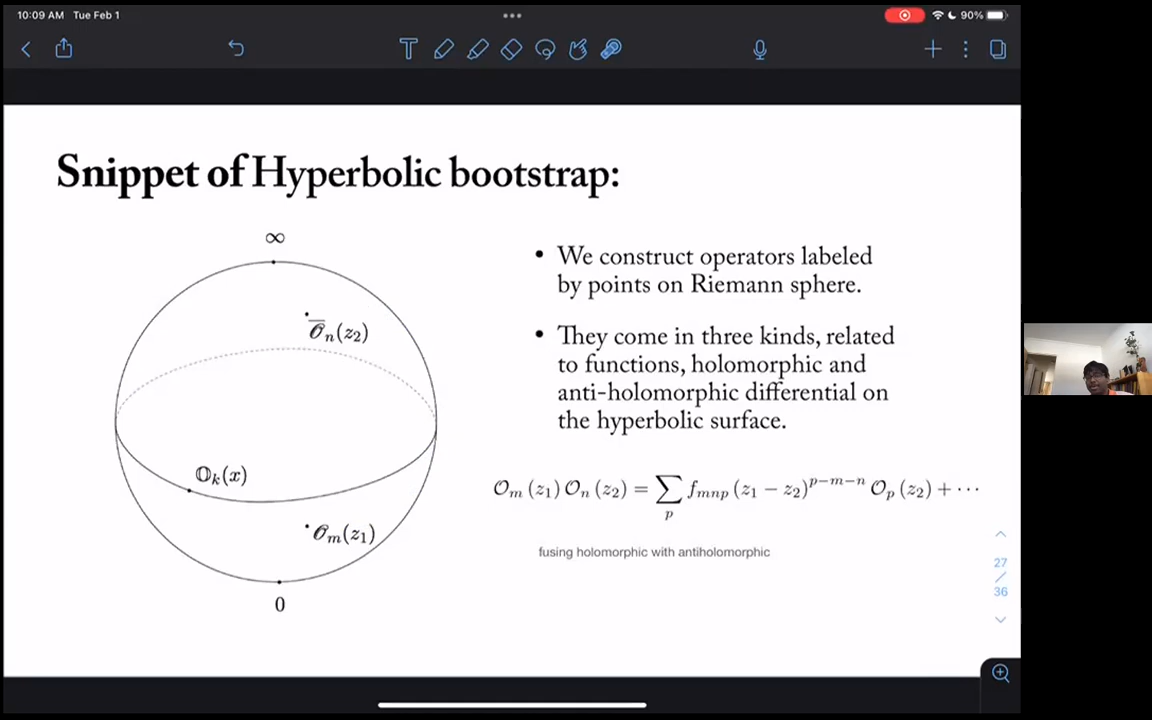 10:09 AM Tue Feb 1
90%
Snippet of Hyperbolic bootstrap:
∞
𝒪̅ₙ(z₂)
𝕆ₖ(x)
𝒪ₘ(z₁)
0
• We construct operators labeled
by points on Riemann sphere.
• They come in three kinds, related
to functions, holomorphic and
anti-holomorphic differential on
the hyperbolic surface.
𝒪ₘ (z₁) 𝒪ₙ (z₂) = ∑ₚ fₘₙₚ (z₁ − z₂)^{p−m−n} 𝒪ₚ (z₂) + ⋯
fusing holomorphic with antiholomorphic
27
/
36